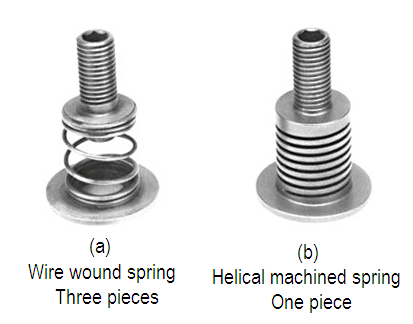 (a)
Wire wound spring
Three pieces
(b)
Helical machined spring
One piece